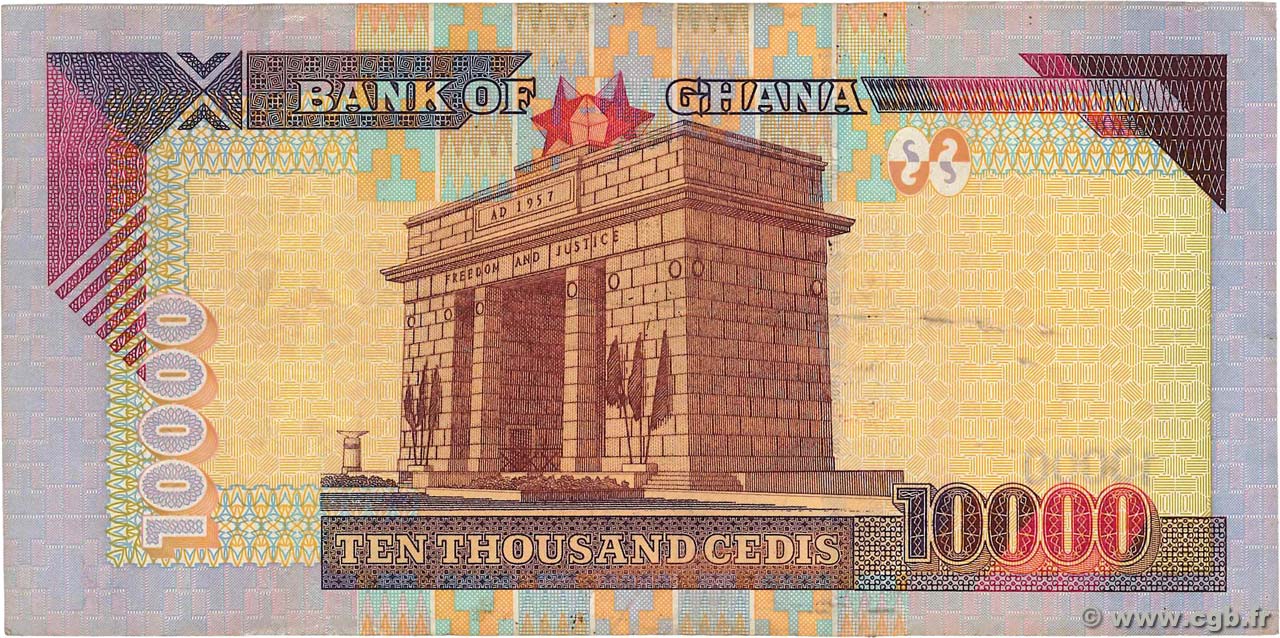 BANK OF GHANA
AD 1957
FREEDOM AND JUSTICE
10000
10000
TEN THOUSAND CEDIS
© www.cgb.fr